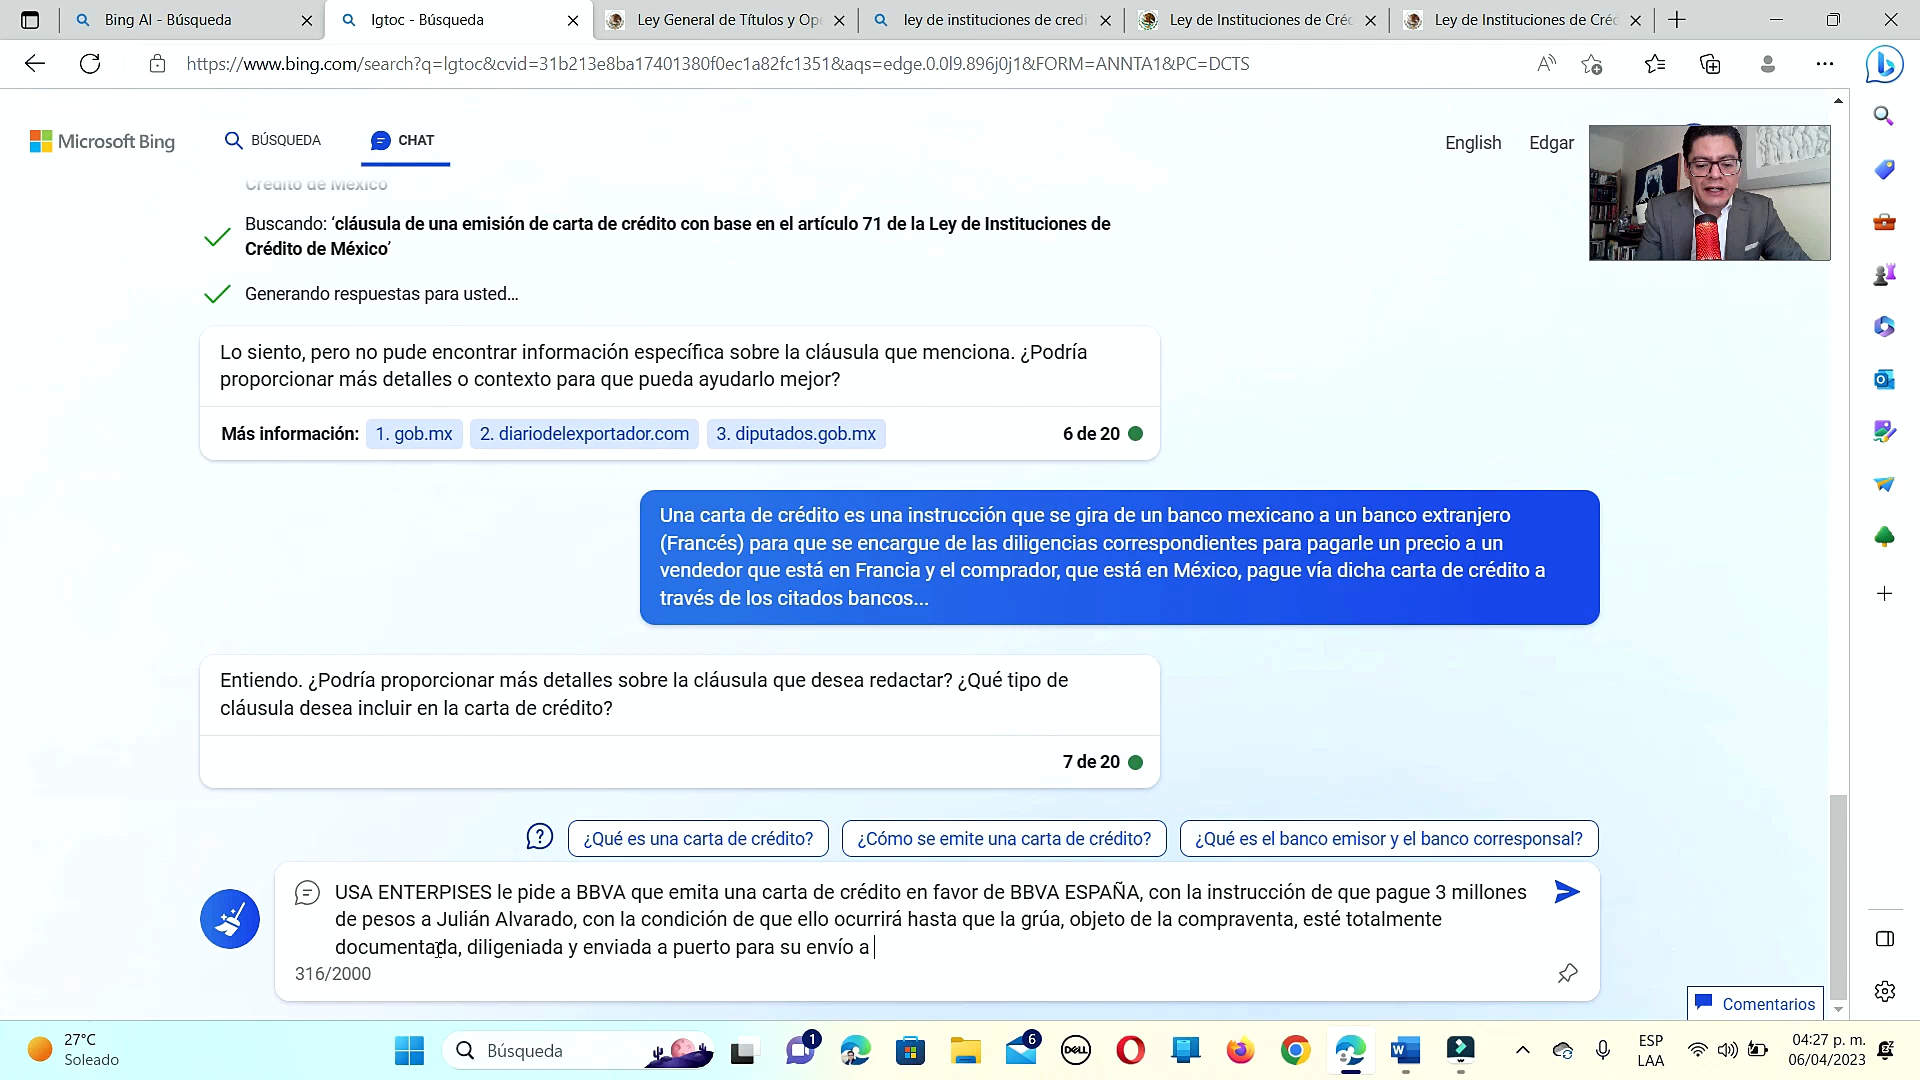 Bing AI - Búsqueda
lgtoc - Búsqueda
Ley General de Títulos y Ope
ley de instituciones de credi
Ley de Instituciones de Créc
Ley de Instituciones de Créc
https://www.bing.com/search?q=lgtoc&cvid=31b213e8ba17401380f0ec1a82fc1351&aqs=edge.0.0l9.896j0j1&FORM=ANNTA1&PC=DCTS
Microsoft Bing
BÚSQUEDA
CHAT
English
Edgar
Crédito de México
Buscando: ‘cláusula de una emisión de carta de crédito con base en el artículo 71 de la Ley de Instituciones de
Crédito de México’
Generando respuestas para usted…
Lo siento, pero no pude encontrar información específica sobre la cláusula que menciona. ¿Podría
proporcionar más detalles o contexto para que pueda ayudarlo mejor?
Más información: 1. gob.mx 2. diariodelexportador.com 3. diputados.gob.mx 6 de 20
Una carta de crédito es una instrucción que se gira de un banco mexicano a un banco extranjero
(Francés) para que se encargue de las diligencias correspondientes para pagarle un precio a un
vendedor que está en Francia y el comprador, que está en México, pague vía dicha carta de crédito a
través de los citados bancos...
Entiendo. ¿Podría proporcionar más detalles sobre la cláusula que desea redactar? ¿Qué tipo de
cláusula desea incluir en la carta de crédito?
7 de 20
¿Qué es una carta de crédito?
¿Cómo se emite una carta de crédito?
¿Qué es el banco emisor y el banco corresponsal?
USA ENTERPISES le pide a BBVA que emita una carta de crédito en favor de BBVA ESPAÑA, con la instrucción de que pague 3 millones
de pesos a Julián Alvarado, con la condición de que ello ocurrirá hasta que la grúa, objeto de la compraventa, esté totalmente
documentada, diligeniada y enviada a puerto para su envío a
316/2000
Comentarios
27°C
Soleado
Búsqueda
1
6
DELL
ESP
LAA
04:27 p. m.
06/04/2023